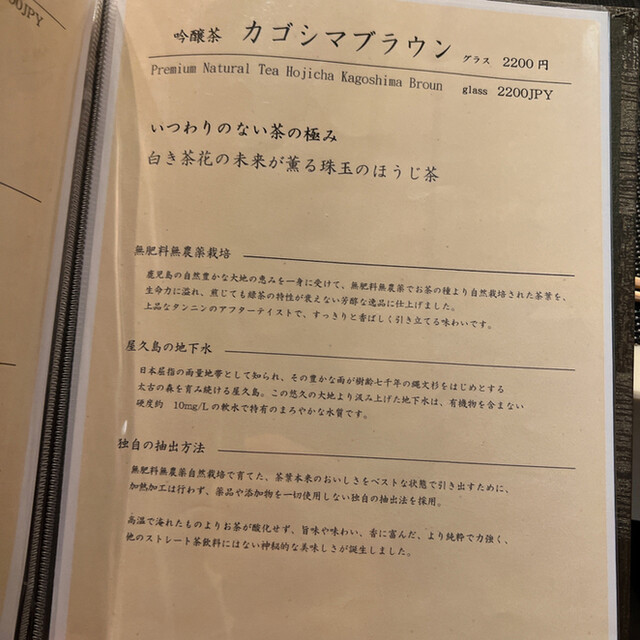 00JPY
吟醸茶 カゴシマブラウン グラス 2200円
Premium Natural Tea Hojicha Kagoshima Broun glass 2200JPY
いつわりのない茶の極み
白き茶花の未来が薫る珠玉のほうじ茶
無肥料無農薬栽培
鹿児島の自然豊かな大地の恵みを一身に受けて、無肥料無農薬でお茶の種より自然栽培された茶葉を、
生命力に溢れ、煎じても緑茶の特性が衰えない芳醇な逸品に仕上げました。
上品なタンニンのアフターテイストで、すっきりと香ばしく引き立てる味わいです。
屋久島の地下水
日本屈指の雨量地帯として知られ、その豊かな雨が樹齢七千年の縄文杉をはじめとする
太古の森を育み続ける屋久島。この悠久の大地より汲み上げた地下水は、有機物を含まない
硬度約 10mg/Lの軟水で特有のまろやかな水質です。
独自の抽出方法
無肥料無農薬自然栽培で育てた、茶葉本来のおいしさをベストな状態で引き出すために、
加熱加工は行わず、薬品や添加物を一切使用しない独自の抽出法を採用。
高温で淹れたものよりお茶が酸化せず、旨味や味わい、香に富んだ、より純粋で力強く、
他のストレート茶飲料にはない神秘的な美味しさが誕生しました。